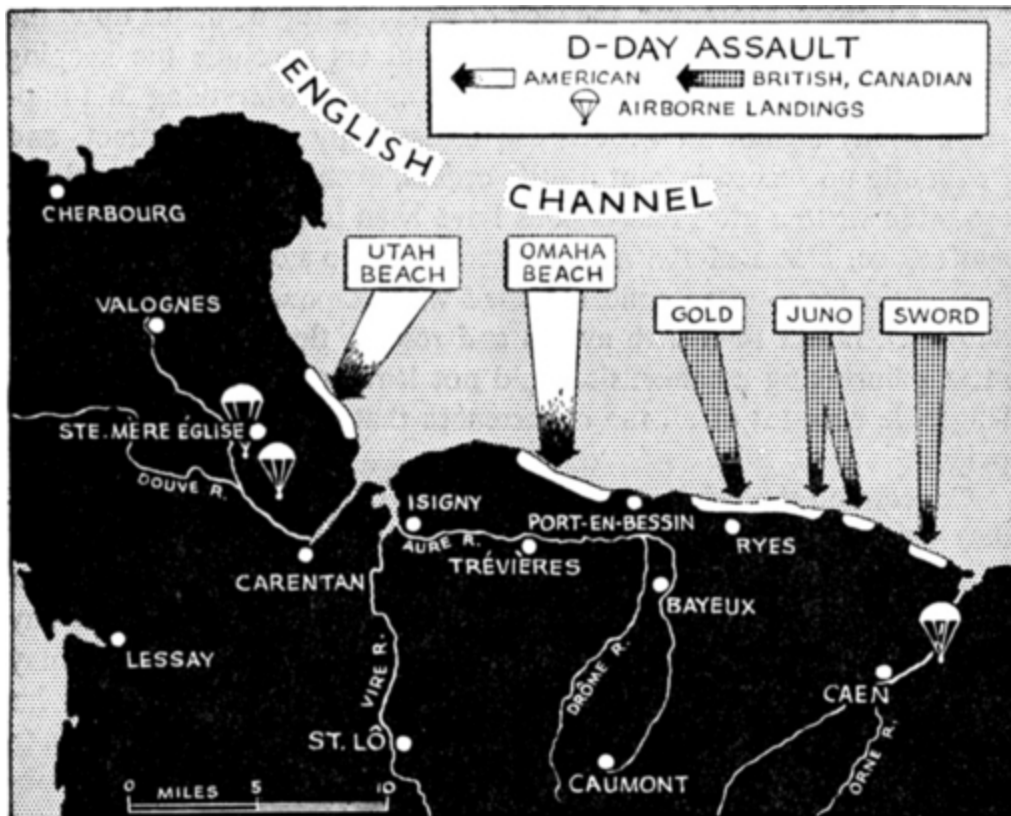 D-DAY ASSAULT
AMERICAN
BRITISH, CANADIAN
AIRBORNE LANDINGS
ENGLISH
CHANNEL
CHERBOURG
UTAH
BEACH
OMAHA
BEACH
GOLD
JUNO
SWORD
VALOGNES
STE. MERE ÉGLISE
DOUVE R.
ISIGNY
PORT-EN-BESSIN
RYES
AURE R.
TRÉVIÈRES
CARENTAN
BAYEUX
LESSAY
VIRE R.
DRÔME R.
CAEN
ST. LÔ
CAUMONT
ORNE R.
0 5 10
MILES